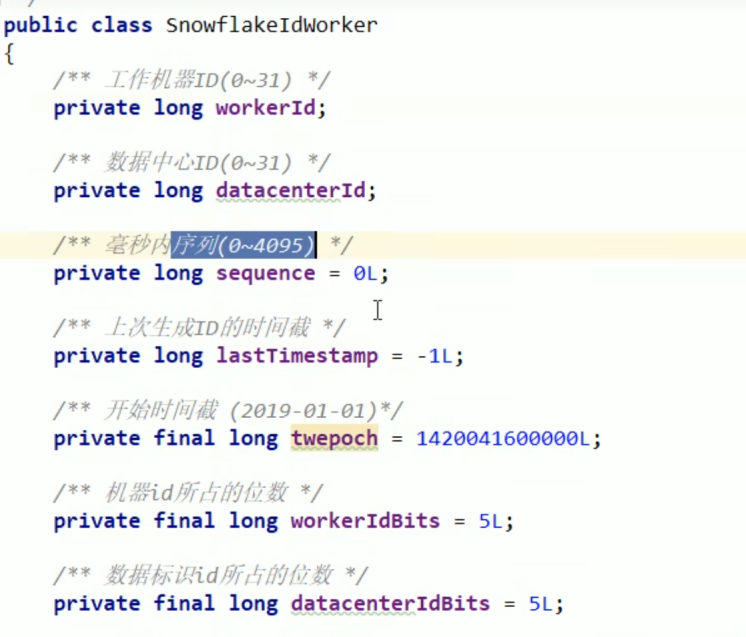 */
public class SnowflakeIdWorker
{
/** 工作机器ID(0~31) */
private long workerId;
/** 数据中心ID(0~31) */
private long datacenterId;
/** 毫秒内序列(0~4095) */
private long sequence = 0L;
/** 上次生成ID的时间截 */
private long lastTimestamp = -1L;
/** 开始时间截 (2019-01-01)*/
private final long twepoch = 1420041600000L;
/** 机器id所占的位数 */
private final long workerIdBits = 5L;
/** 数据标识id所占的位数 */
private final long datacenterIdBits = 5L;